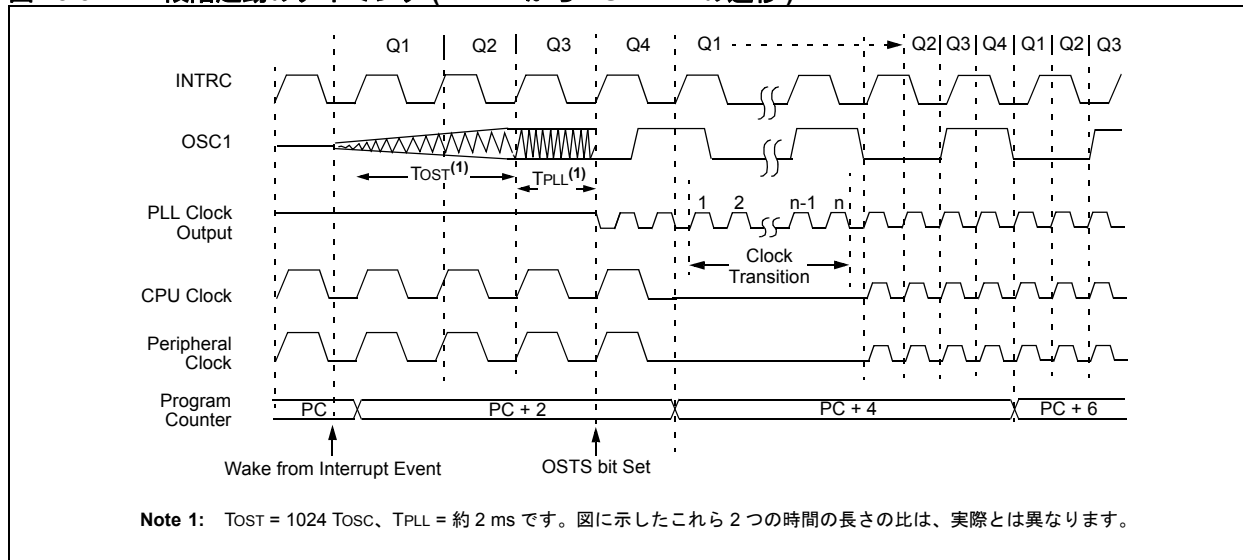 Q1 Q2 Q3 Q4 Q1 Q2 Q3 Q4 Q1 Q2 Q3
INTRC
OSC1
TOST(1) TPLL(1)
1 2 n-1 n
PLL Clock
Output
Clock
Transition
CPU Clock
Peripheral
Clock
Program
Counter
PC PC + 2 PC + 4 PC + 6
Wake from Interrupt Event OSTS bit Set
Note 1: TOST = 1024 TOSC、TPLL = 約 2 ms です。図に示したこれら 2 つの時間の長さの比は、実際とは異なります。